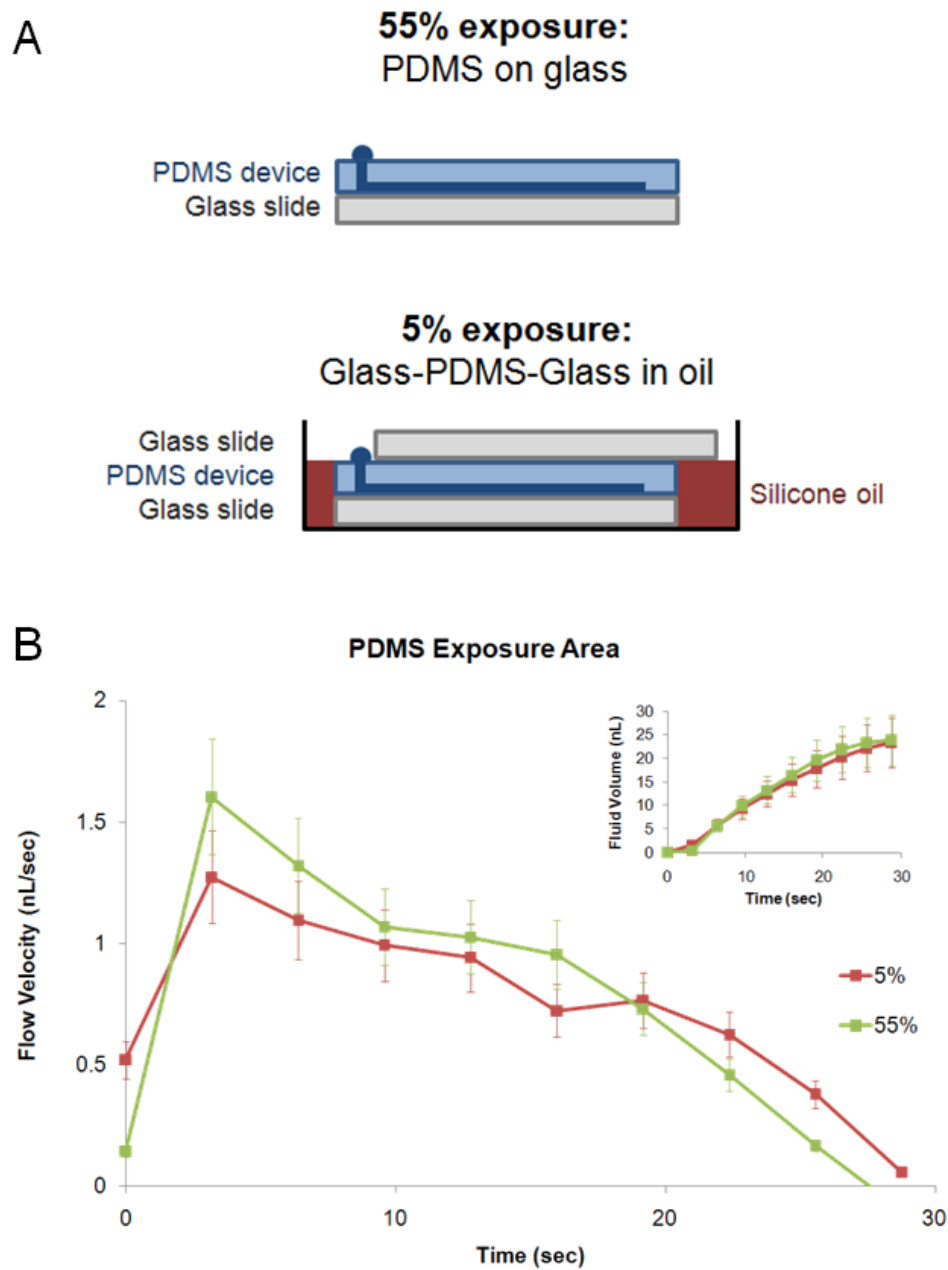 A
55% exposure:
PDMS on glass
PDMS device
Glass slide
5% exposure:
Glass-PDMS-Glass in oil
Glass slide
PDMS device
Glass slide
Silicone oil
B
PDMS Exposure Area
Flow Velocity (nL/sec)
2
1.5
1
0.5
0
0
10
20
30
Time (sec)
Fluid Volume (nL)
30
25
20
15
10
5
0
0
10
20
30
Time (sec)
5%
55%